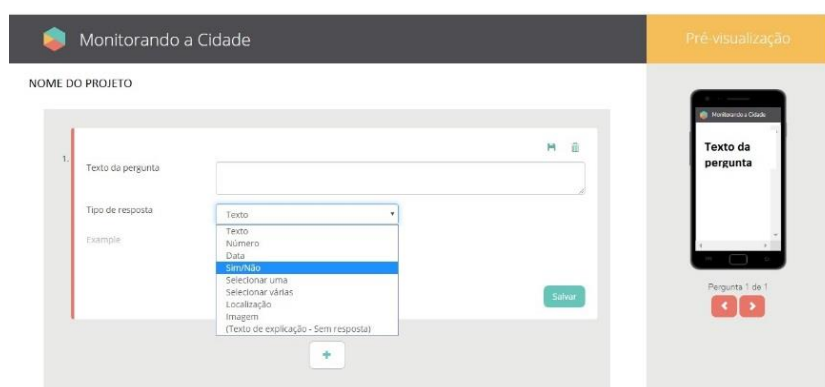 Monitorando a Cidade
Pré-visualização
NOME DO PROJETO
1.
Texto da pergunta
Tipo de resposta
Texto
Example
Texto
Número
Data
Sim/Não
Selecionar uma
Selecionar várias
Localização
Imagem
(Texto de explicação - Sem resposta)
Salvar
Monitorando a Cidade
Texto da
pergunta
Pergunta 1 de 1